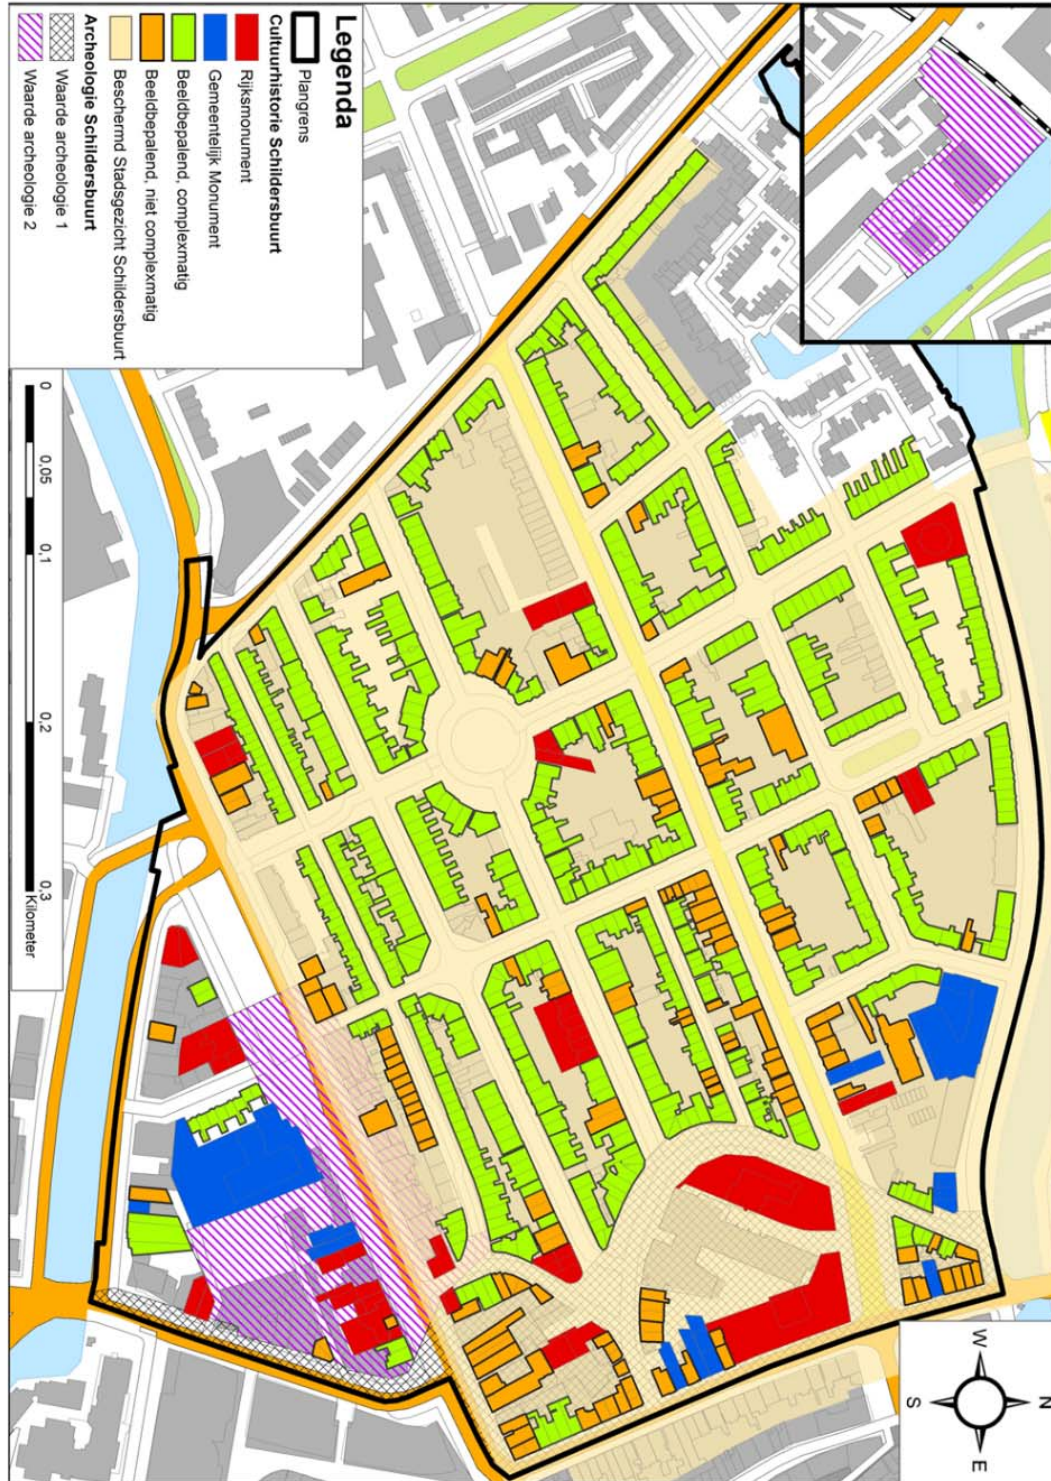 Legenda
Plangrens
Cultuurhistorie Schildersbuurt
Rijksmonument
Gemeentelijk Monument
Beeldbepalend, complexmatig
Beeldbepalend, niet complexmatig
Beschermd Stadsgezicht Schildersbuurt
Archeologie Schildersbuurt
Waarde archeologie 1
Waarde archeologie 2
0 0,05 0,1 0,2 0,3
Kilometer
N
W E
S